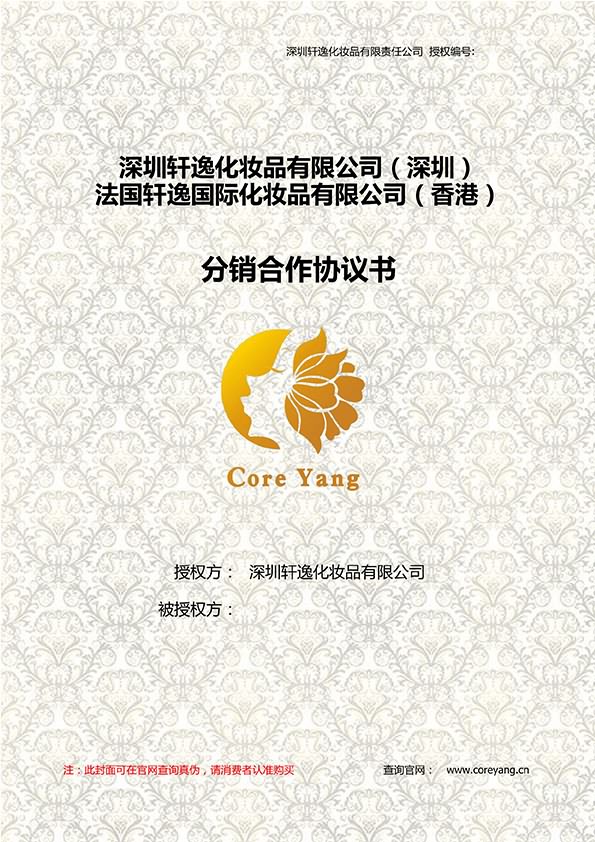 深圳轩逸化妆品有限责任公司 授权编号:
深圳轩逸化妆品有限公司（深圳）
法国轩逸国际化妆品有限公司（香港）
分销合作协议书
Core Yang
授权方： 深圳轩逸化妆品有限公司
被授权方：
注：此封面可在官网查询真伪，请消费者认准购买 查询官网： www.coreyang.cn